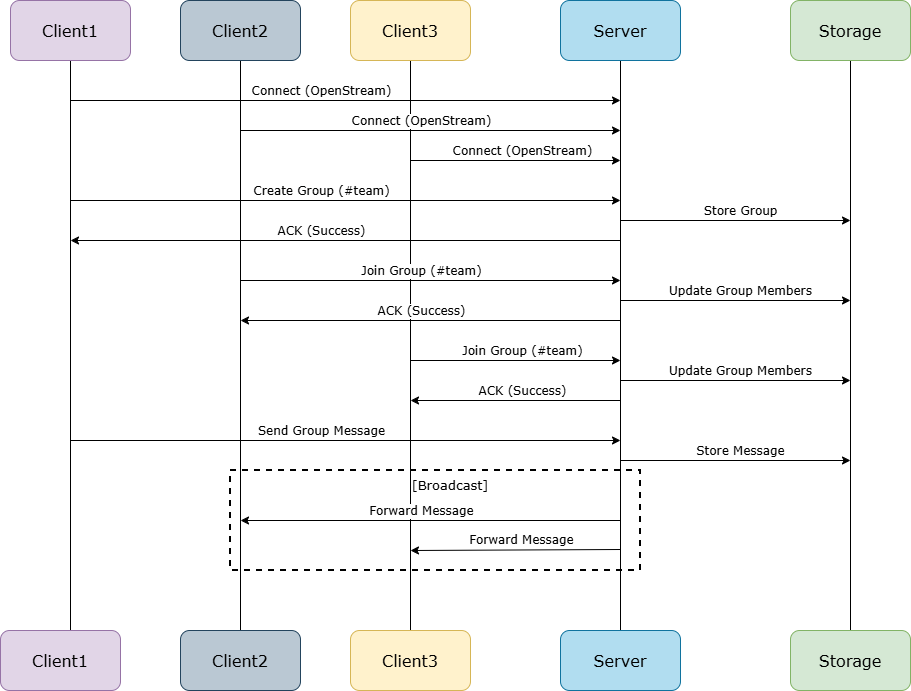 Client1
Client2
Client3
Server
Storage
Connect (OpenStream)
Connect (OpenStream)
Connect (OpenStream)
Create Group (#team)
Store Group
ACK (Success)
Join Group (#team)
Update Group Members
ACK (Success)
Join Group (#team)
Update Group Members
ACK (Success)
Send Group Message
Store Message
[Broadcast]
Forward Message
Forward Message
Client1
Client2
Client3
Server
Storage